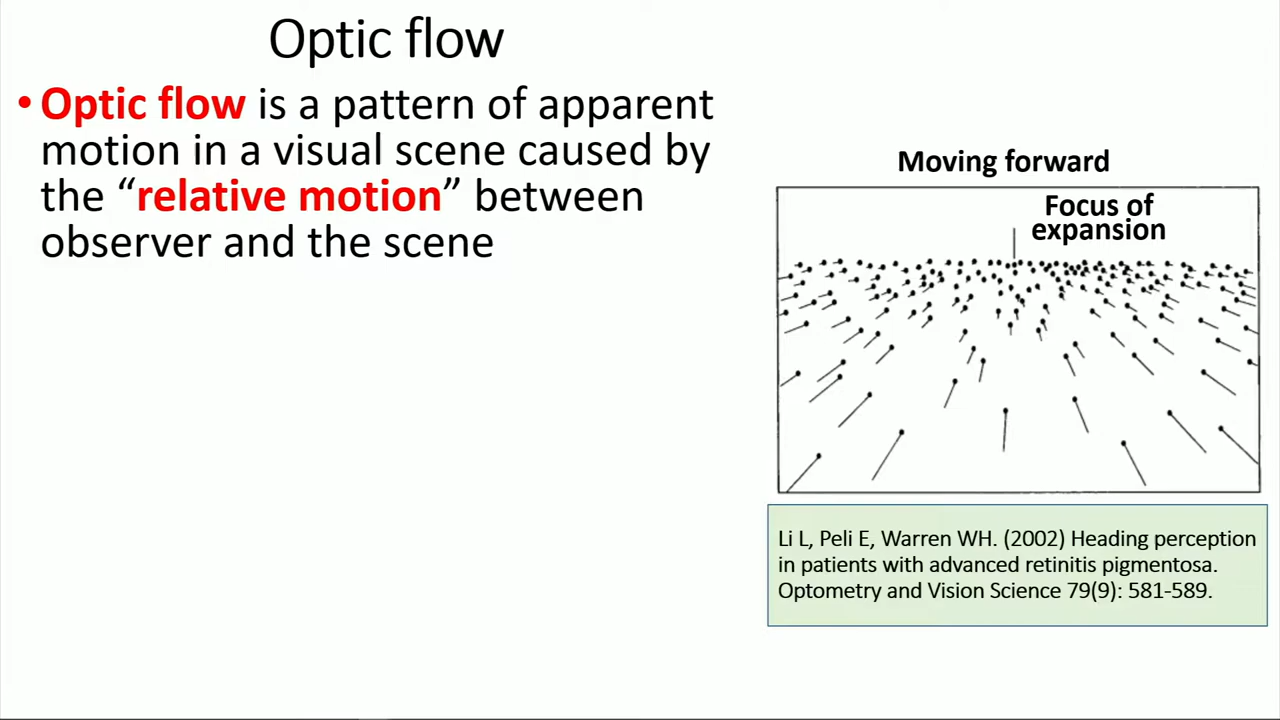 Optic flow
• Optic flow is a pattern of apparent
motion in a visual scene caused by
the “relative motion” between
observer and the scene
Moving forward
Focus of
expansion
Li L, Peli E, Warren WH. (2002) Heading perception
in patients with advanced retinitis pigmentosa.
Optometry and Vision Science 79(9): 581-589.